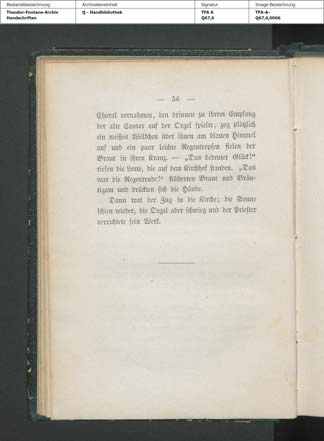 Bestandsbezeichnung
Archivalieneinheit
Signatur
Image-Bezeichnung
Theodor-Fontane-Archiv
Handschriften
Q - Handbibliothek
TFA A
Q67,6
TFA-A-
Q67,6,0066
— 56 —
Choral vernahmen, den drinnen zu ihrem Empfang
der alte Cantor auf der Orgel spielte, zog plötzlich
ein weißes Wölkchen über ihnen am blauen Himmel
auf und ein paar leichte Regentropfen fielen der
Braut in ihren Kranz. — „Das bedeutet Glück!“
riefen die Leute, die auf dem Kirchhof standen. „Das
war die Regentrude!“ flüsterten Braut und Bräu-
tigam und drückten sich die Hände.
Dann trat der Zug in die Kirche; die Sonne
schien wieder, die Orgel aber schwieg und der Priester
verrichtete sein Werk.